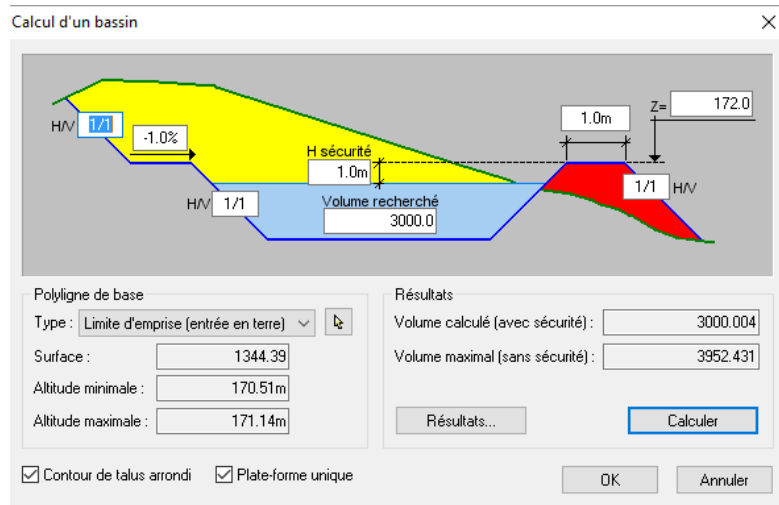 Calcul d'un bassin
H/V 1/1
-1.0%
H sécurité
1.0m
1.0m
Z= 172.0
H/V 1/1
Volume recherché
3000.0
1/1 H/V
Polyligne de base
Type : Limite d'emprise (entrée en terre)
Surface : 1344.39
Altitude minimale : 170.51m
Altitude maximale : 171.14m
Résultats
Volume calculé (avec sécurité) : 3000.004
Volume maximal (sans sécurité) : 3952.431
Résultats... Calculer
Contour de talus arrondi Plate-forme unique
OK Annuler